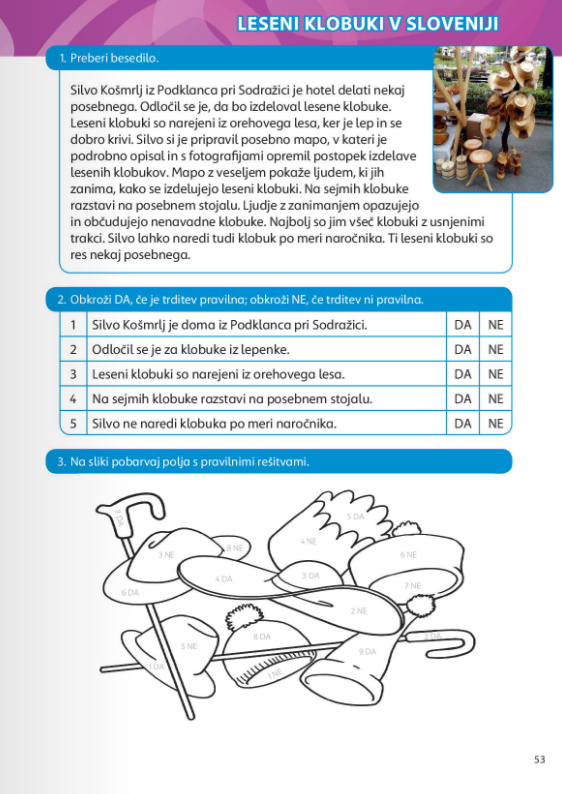 LESENI KLOBUKI V SLOVENIJI
1. Preberi besedilo.
Silvo Košmrlj iz Podklanca pri Sodražici je hotel delati nekaj
posebnega. Odločil se je, da bo izdeloval lesene klobuke.
Leseni klobuki so narejeni iz orehovega lesa, ker je lep in se
dobro krivi. Silvo si je pripravil posebno mapo, v kateri je
podrobno opisal in s fotografijami opremil postopek izdelave
lesenih klobukov. Mapo z veseljem pokaže ljudem, ki jih
zanima, kako se izdelujejo leseni klobuki. Na sejmih klobuke
razstavi na posebnem stojalu. Ljudje z zanimanjem opazujejo
in občudujejo nenavadne klobuke. Najbolj so jim všeč klobuki z usnjenimi
trakci. Silvo lahko naredi tudi klobuk po meri naročnika. Ti leseni klobuki so
res nekaj posebnega.
2. Obkroži DA, če je trditev pravilna; obkroži NE, če trditev ni pravilna.
1 Silvo Košmrlj je doma iz Podklanca pri Sodražici. DA NE
2 Odločil se je za klobuke iz lepenke. DA NE
3 Leseni klobuki so narejeni iz orehovega lesa. DA NE
4 Na sejmih klobuke razstavi na posebnem stojalu. DA NE
5 Silvo ne naredi klobuka po meri naročnika. DA NE
3. Na sliki pobarvaj polja s pravilnimi rešitvami.
7 DA
5 DA
4 NE
3 NE
8 NE
6 NE
4 DA
3 DA
7 NE
6 DA
2 NE
8 DA
2 DA
5 NE
9 DA
1 DA
1 NE
53